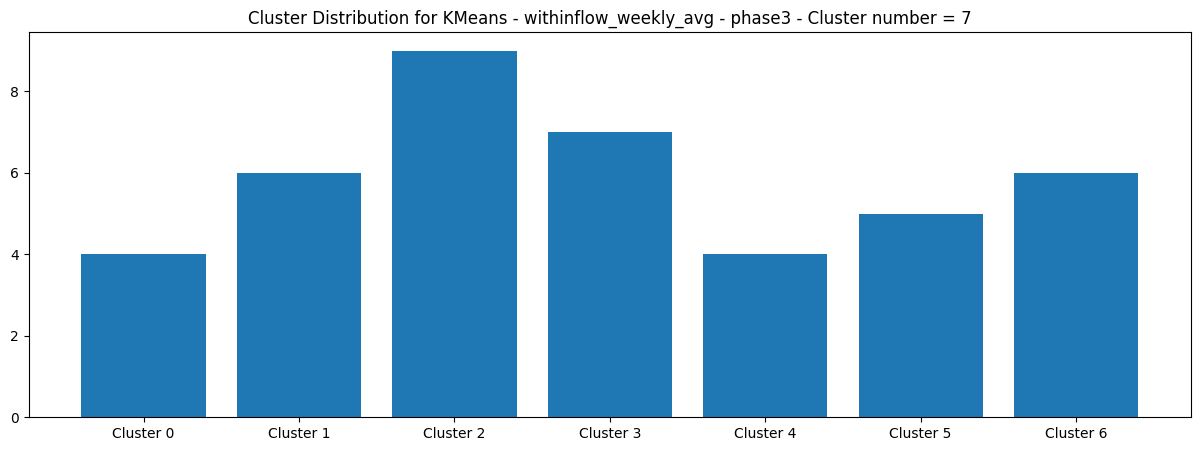 Cluster Distribution for KMeans - withinflow_weekly_avg - phase3 - Cluster number = 7
8
6
4
2
0
Cluster 0 Cluster 1 Cluster 2 Cluster 3 Cluster 4 Cluster 5 Cluster 6